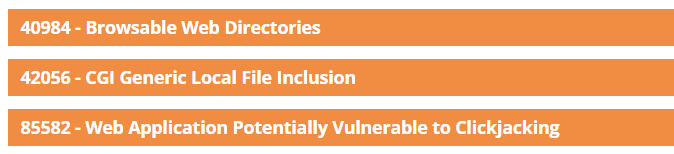 40984 - Browsable Web Directories
42056 - CGI Generic Local File Inclusion
85582 - Web Application Potentially Vulnerable to Clickjacking